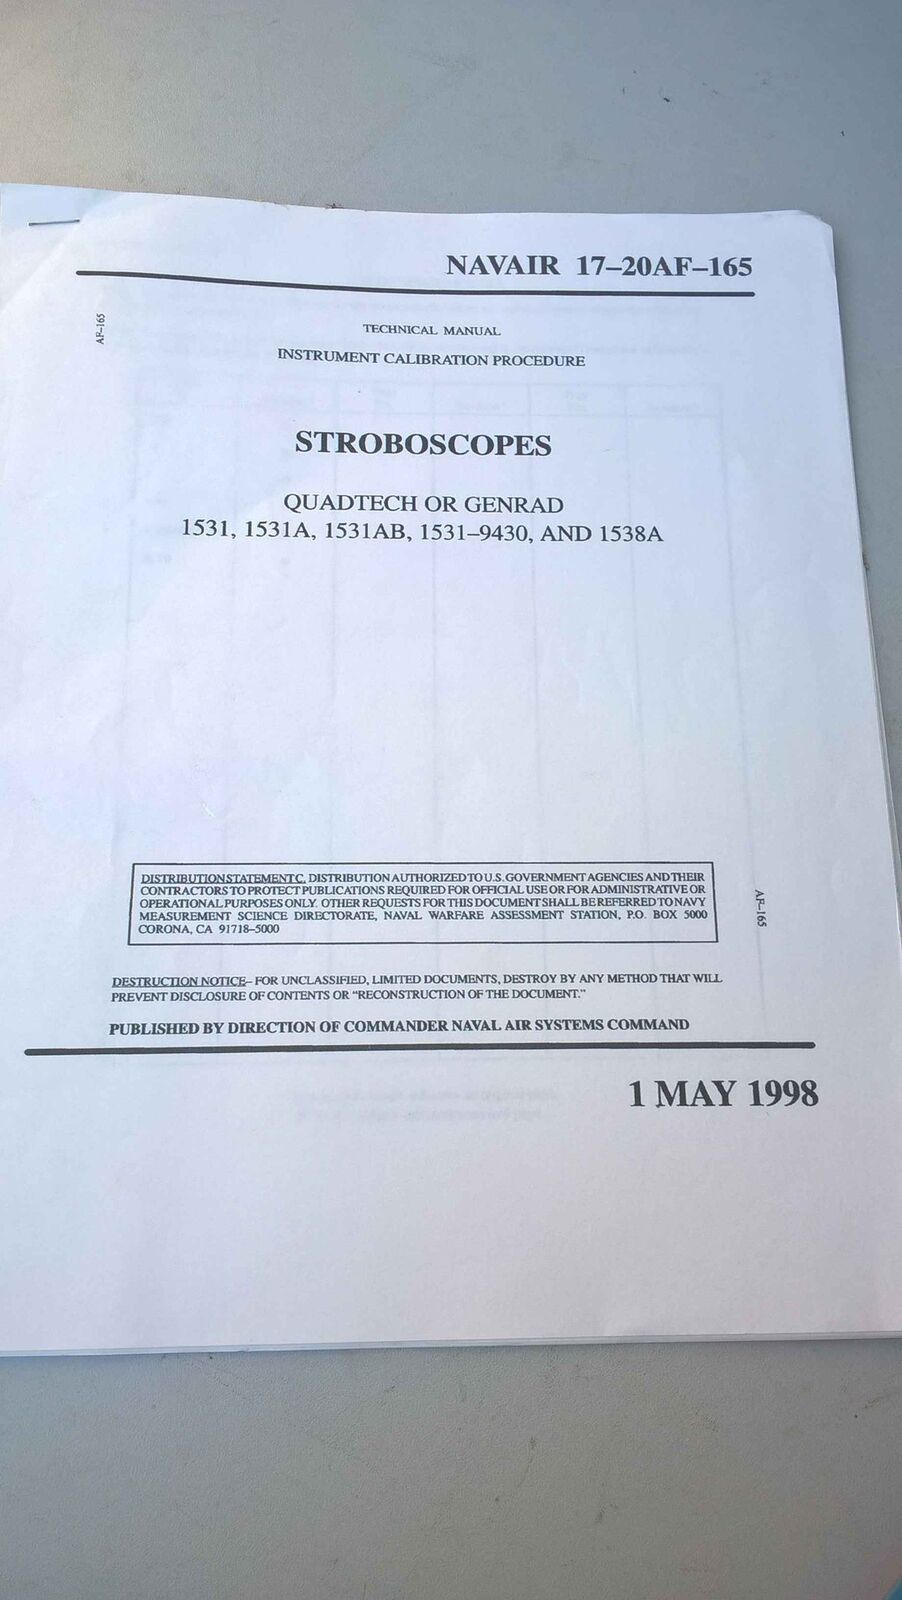 NAVAIR 17–20AF–165
AF–165
TECHNICAL MANUAL
INSTRUMENT CALIBRATION PROCEDURE
STROBOSCOPES
QUADTECH OR GENRAD
1531, 1531A, 1531AB, 1531–9430, AND 1538A
DISTRIBUTION STATEMENT C. DISTRIBUTION AUTHORIZED TO U.S. GOVERNMENT AGENCIES AND THEIR
CONTRACTORS TO PROTECT PUBLICATIONS REQUIRED FOR OFFICIAL USE OR FOR ADMINISTRATIVE OR
OPERATIONAL PURPOSES ONLY. OTHER REQUESTS FOR THIS DOCUMENT SHALL BE REFERRED TO NAVY
MEASUREMENT SCIENCE DIRECTORATE, NAVAL WARFARE ASSESSMENT STATION, P.O. BOX 5000
CORONA, CA 91718–5000
AF–165
DESTRUCTION NOTICE– FOR UNCLASSIFIED, LIMITED DOCUMENTS, DESTROY BY ANY METHOD THAT WILL
PREVENT DISCLOSURE OF CONTENTS OR “RECONSTRUCTION OF THE DOCUMENT.”
PUBLISHED BY DIRECTION OF COMMANDER NAVAL AIR SYSTEMS COMMAND
1 MAY 1998